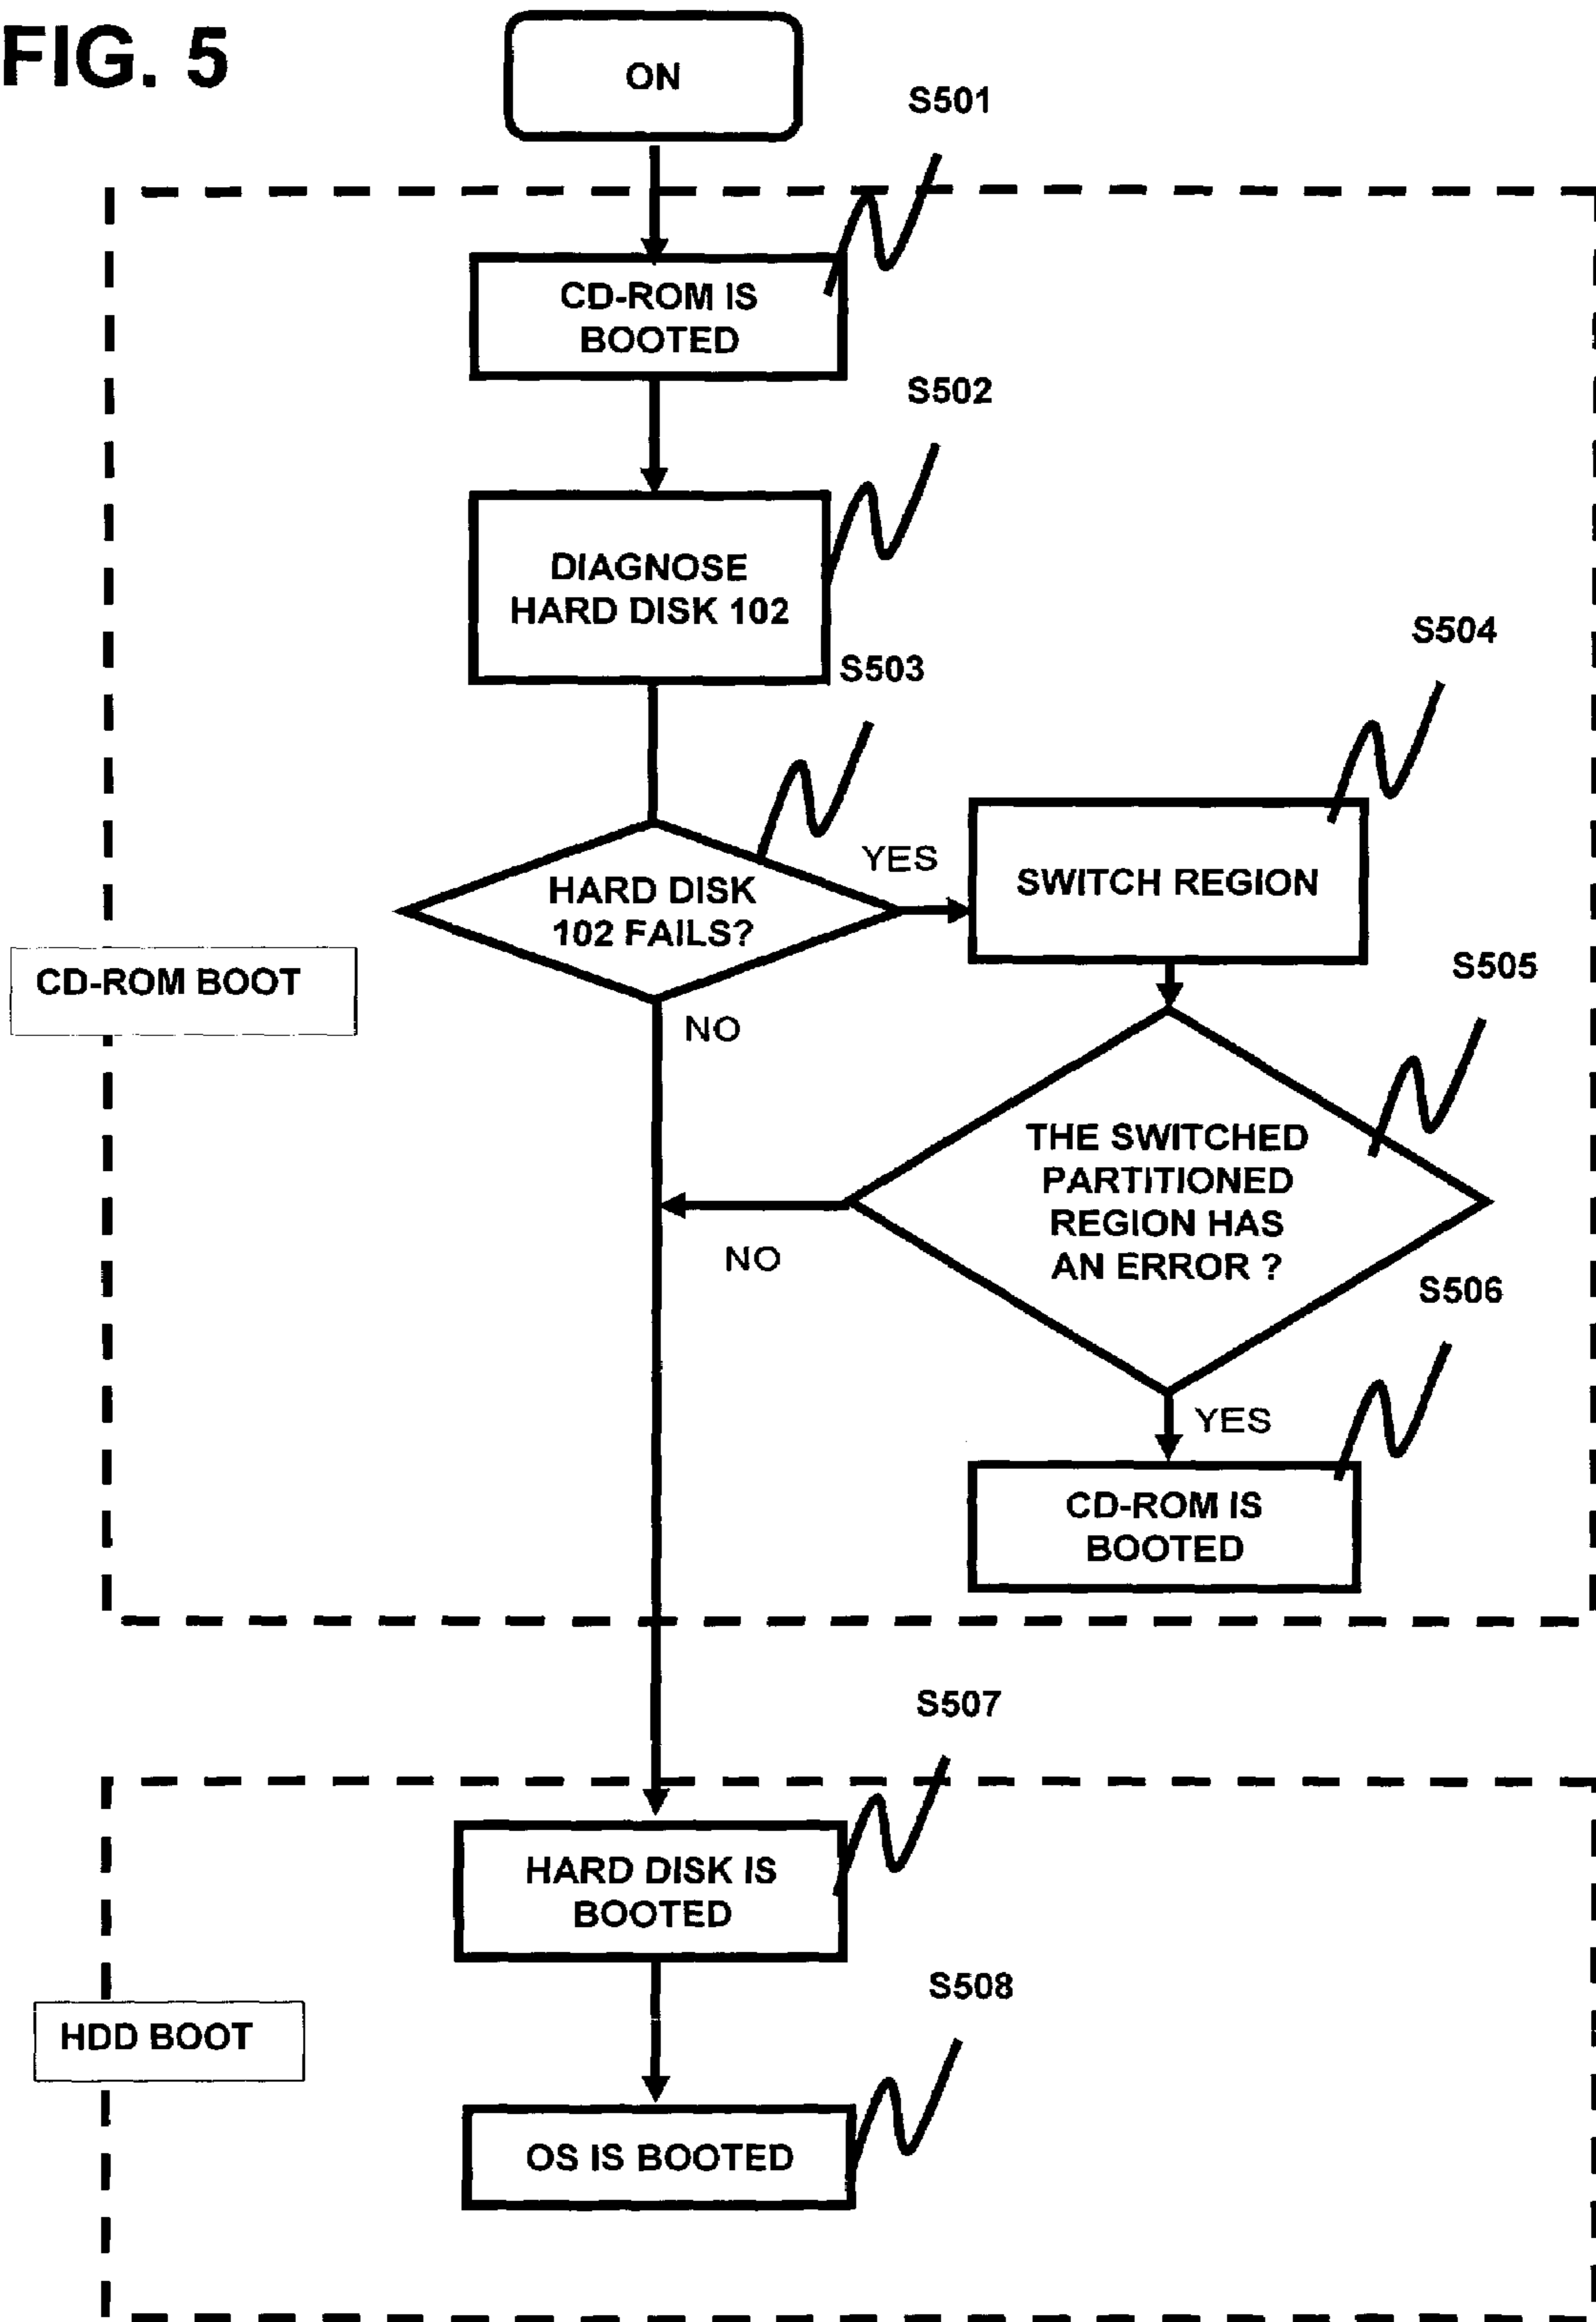 FIG. 5
ON
S501
CD-ROM IS
BOOTED
S502
DIAGNOSE
HARD DISK 102
S503
S504
HARD DISK
102 FAILS?
YES
SWITCH REGION
CD-ROM BOOT
NO
S505
THE SWITCHED
PARTITIONED
REGION HAS
AN ERROR ?
NO
S506
YES
CD-ROM IS
BOOTED
S507
HARD DISK IS
BOOTED
HDD BOOT
S508
OS IS BOOTED